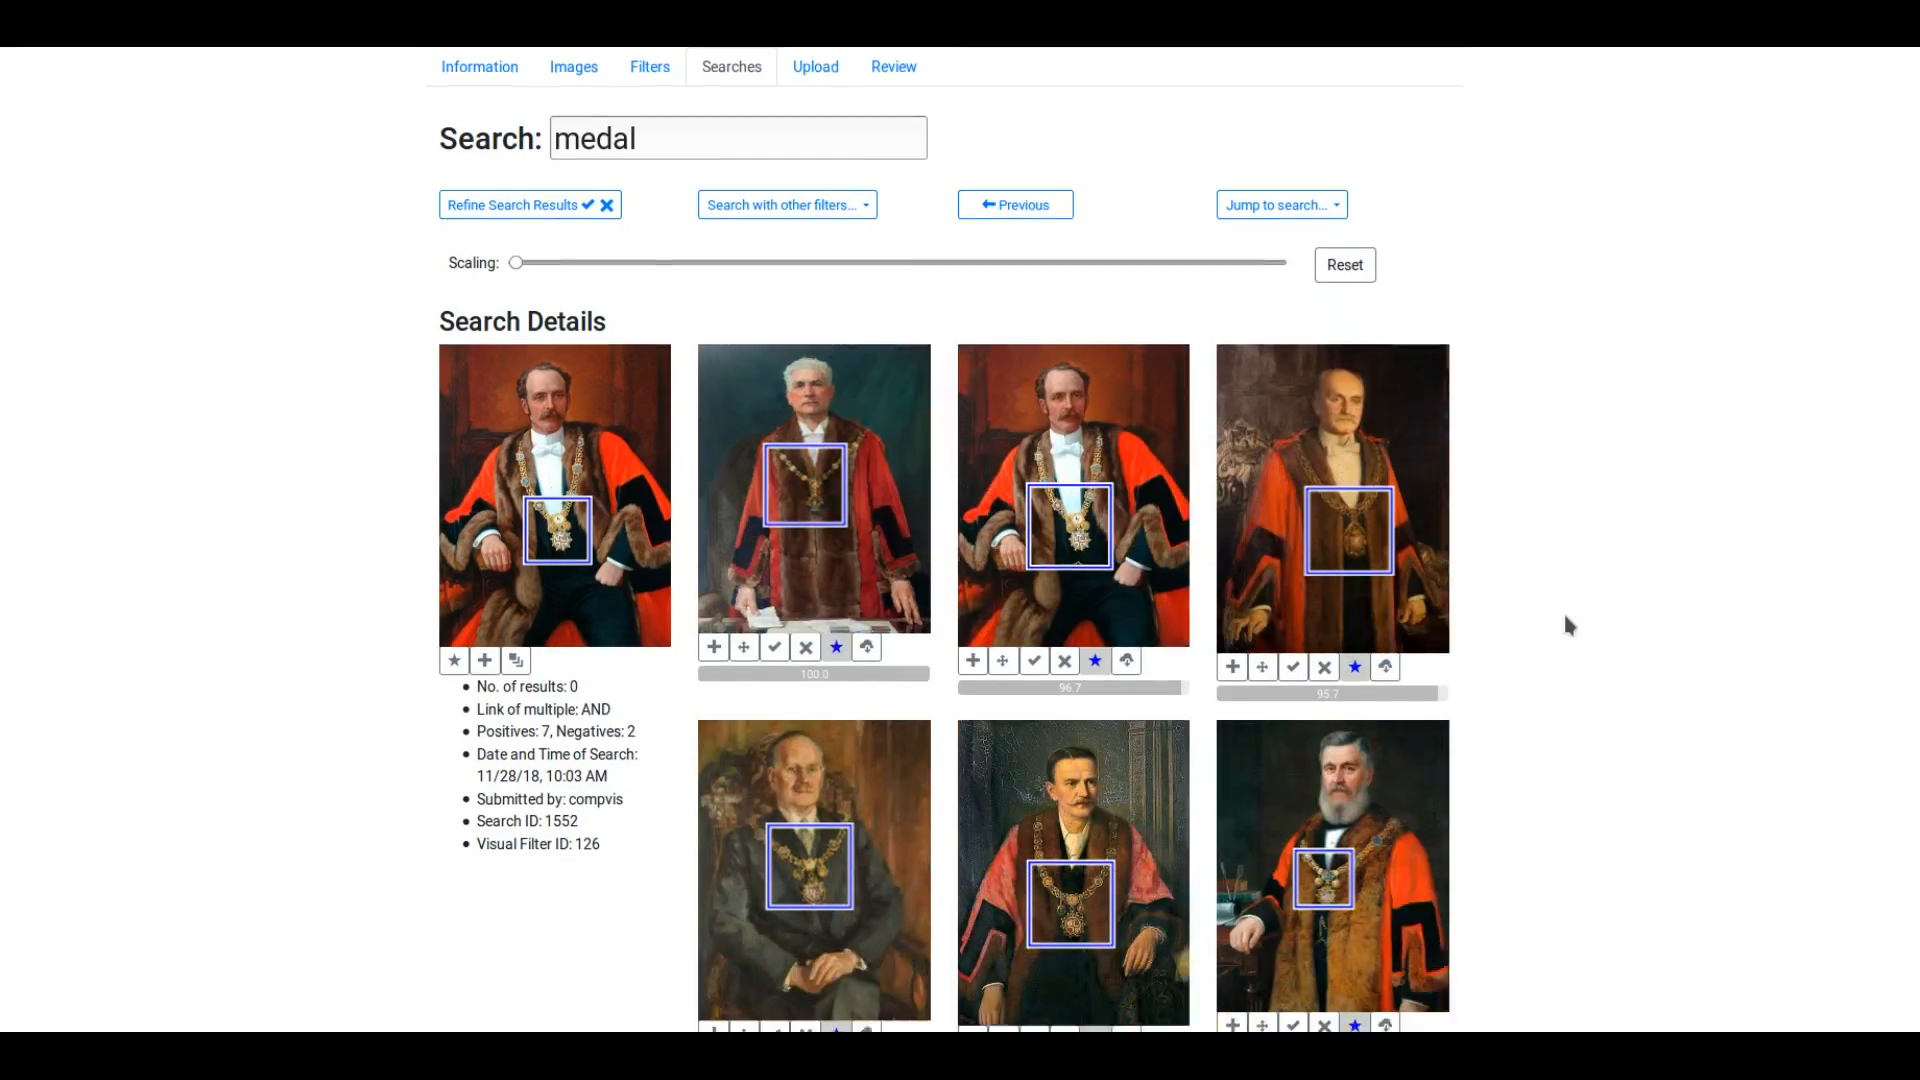 Information Images Filters Searches Upload Review
Search: medal
Refine Search Results Search with other filters... Previous Jump to search...
Scaling: Reset
Search Details
100.0
96.7
95.7
No. of results: 0
Link of multiple: AND
Positives: 7, Negatives: 2
Date and Time of Search:
11/28/18, 10:03 AM
Submitted by: compvis
Search ID: 1552
Visual Filter ID: 126